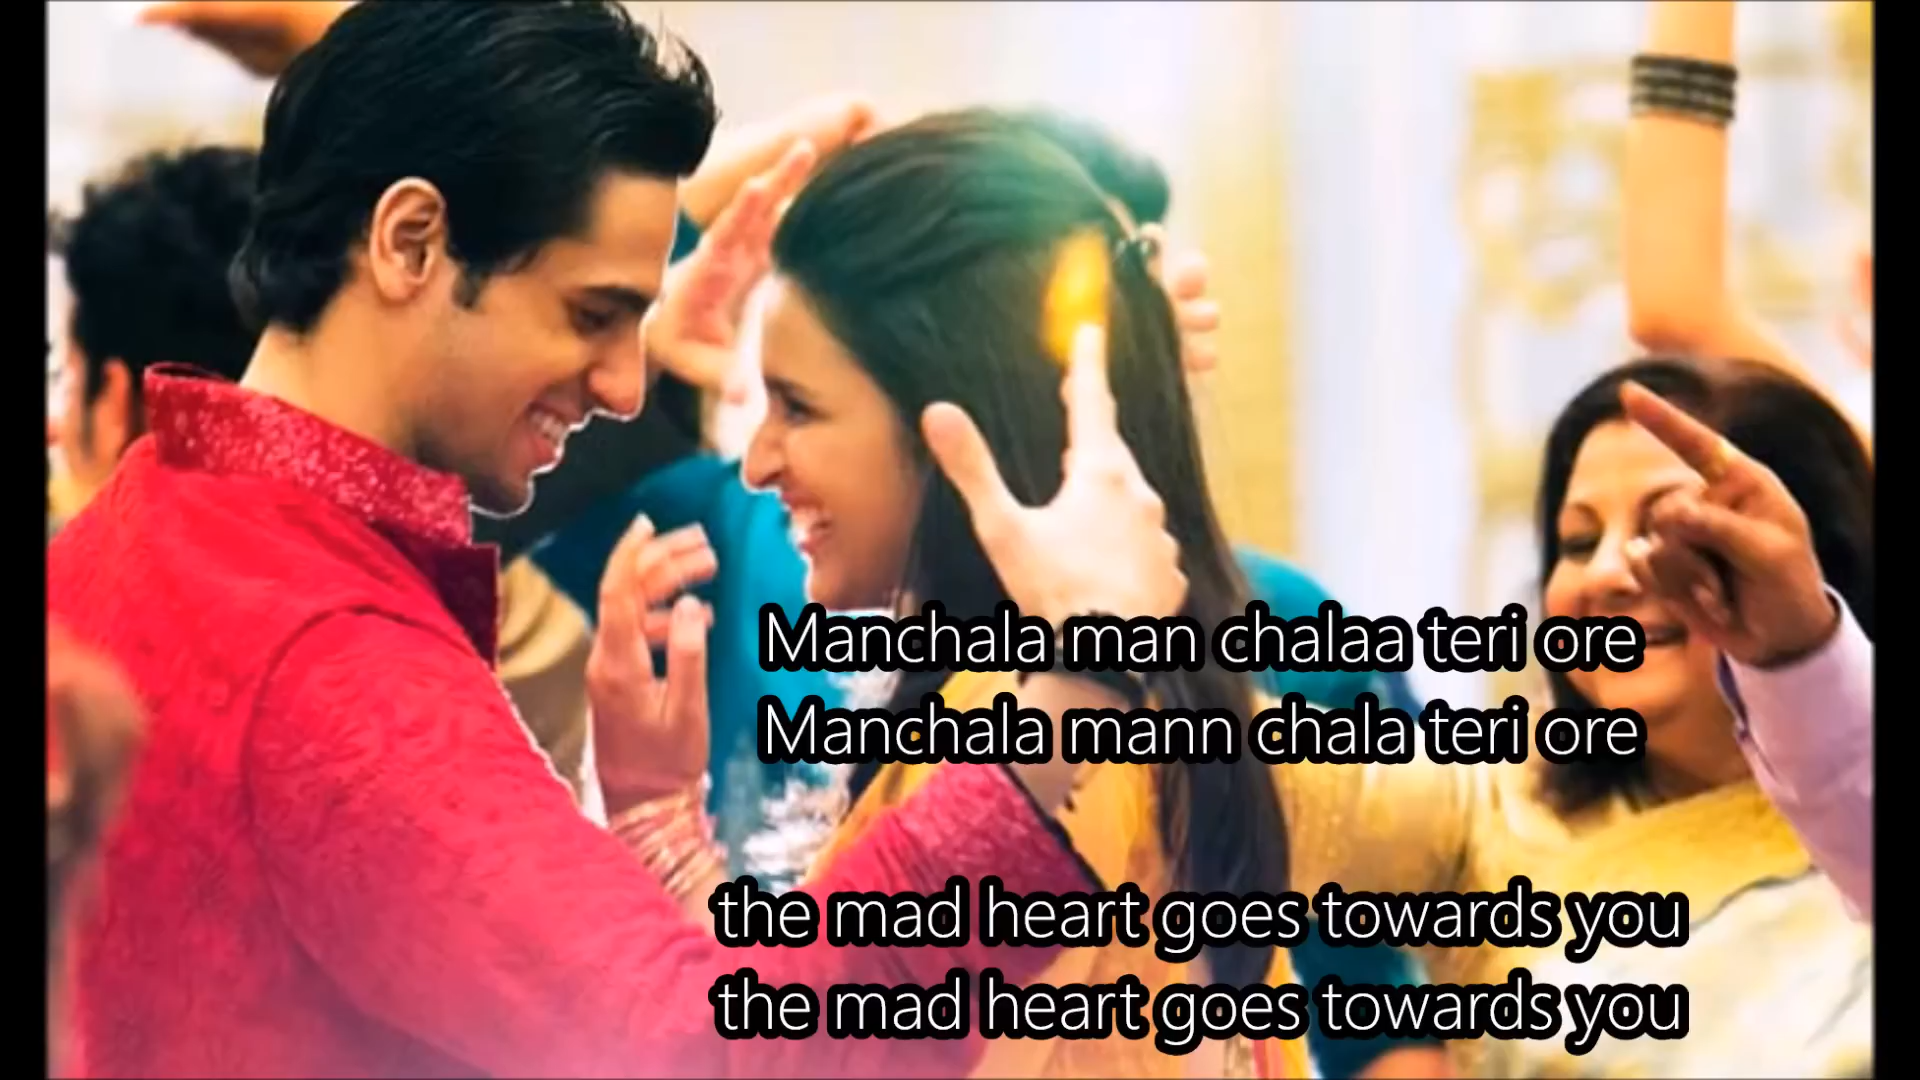 Manchala man chalaa teri ore
Manchala mann chala teri ore
the mad heart goes towards you
the mad heart goes towards you